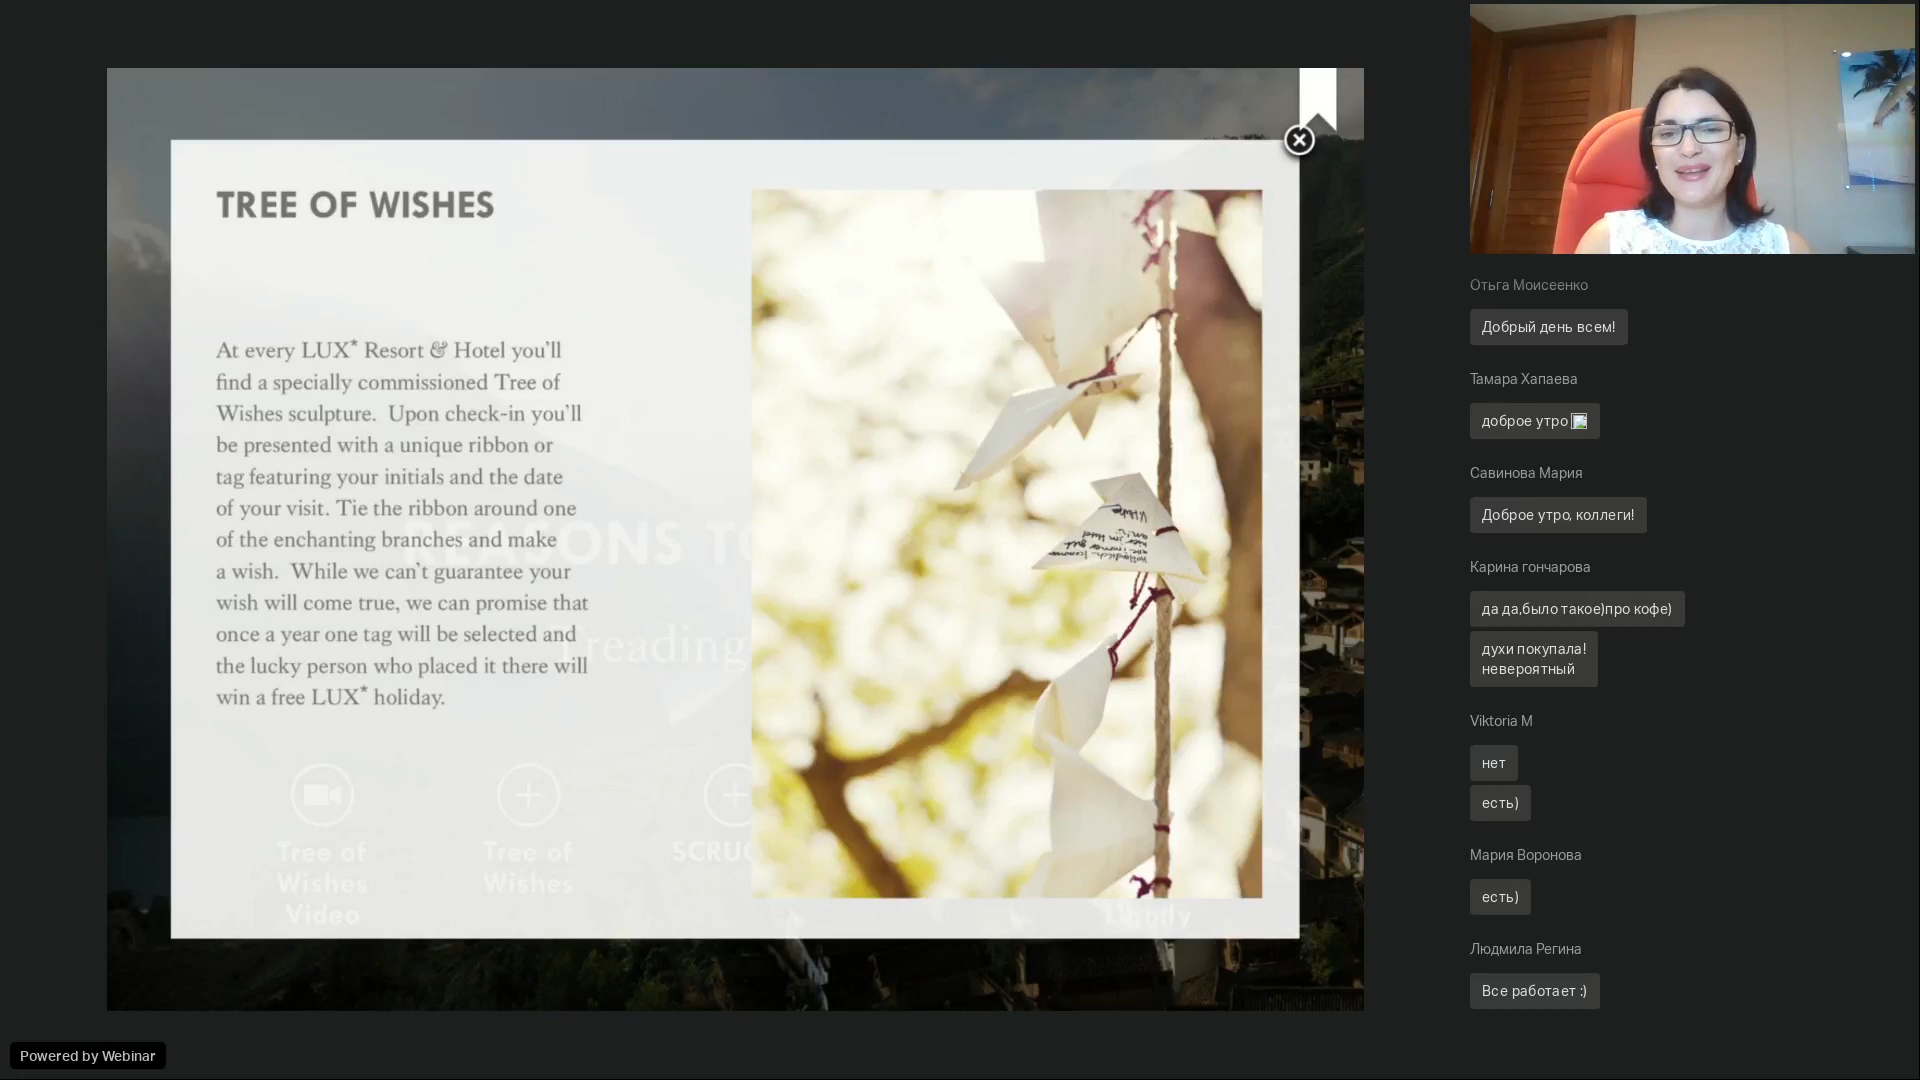 TREE OF WISHES
At every LUX* Resort & Hotel you'll
find a specially commissioned Tree of
Wishes sculpture.  Upon check-in you'll
be presented with a unique ribbon or
tag featuring your initials and the date
of your visit. Tie the ribbon around one
of the enchanting branches and make
a wish.  While we can't guarantee your
wish will come true, we can promise that
once a year one tag will be selected and
the lucky person who placed it there will
win a free LUX* holiday.
REASONS TO
Treading
Tree of
Wishes
Video
Tree of
Wishes
Lightly
Отьга Моисеенко
Добрый день всем!
Тамара Хапаева
доброе утро
Савинова Мария
Доброе утро, коллеги!
Карина гончарова
да да,было такое)про кофе)
духи покупала!
невероятный
Viktoria M
нет
есть)
Мария Воронова
есть)
Людмила Регина
Все работает :)
Powered by Webinar